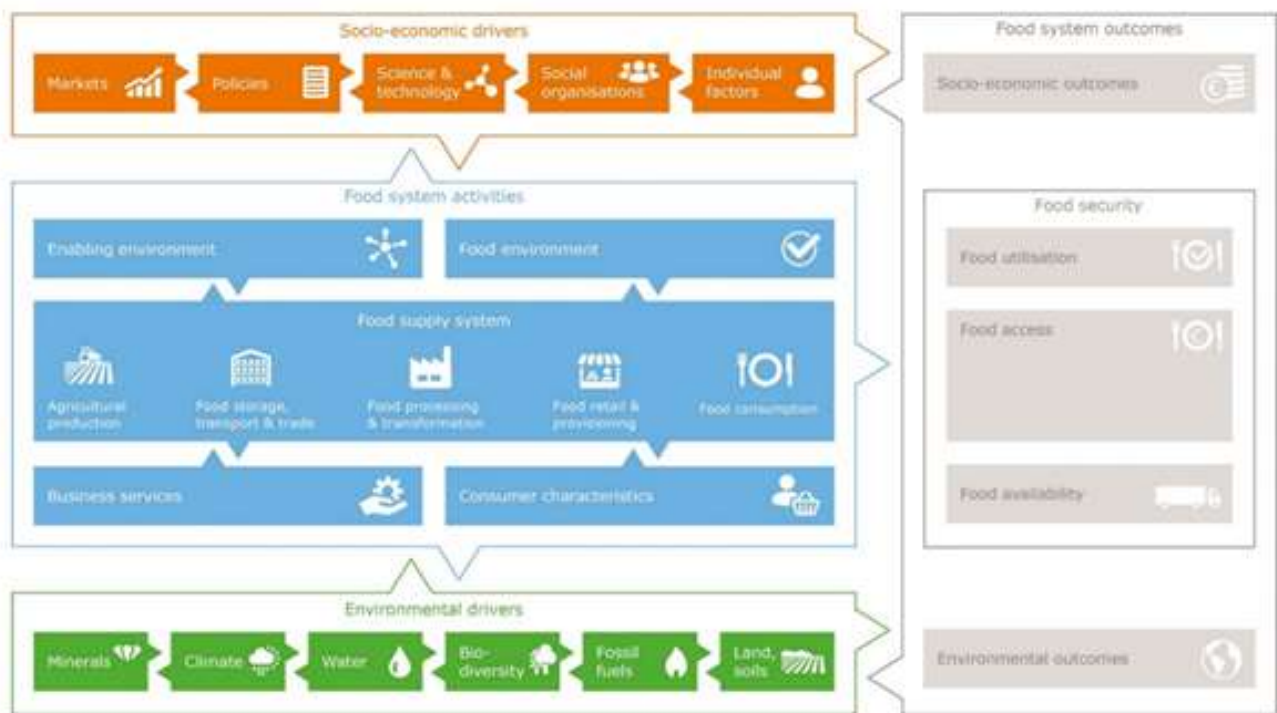 Socio-economic drivers
Markets
Policies
Science &
technology
Social
organisations
Individual
factors
Food system activities
Enabling environment
Food environment
Food supply system
Agricultural
production
Food storage,
transport & trade
Food processing
& transformation
Food retail &
provisioning
Food consumption
Business services
Consumer characteristics
Environmental drivers
Minerals
Climate
Water
Bio-
diversity
Fossil
fuels
Land,
soils
Food system outcomes
Socio-economic outcomes
Food security
Food utilisation
Food access
Food availability
Environmental outcomes